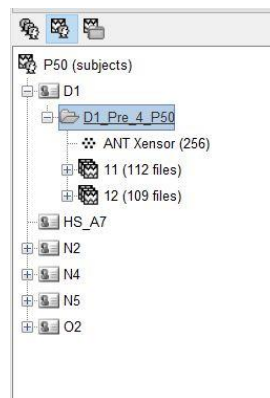 P50 (subjects)
D1
D1_Pre_4_P50
ANT Xensor (256)
11 (112 files)
12 (109 files)
HS_A7
N2
N4
N5
O2